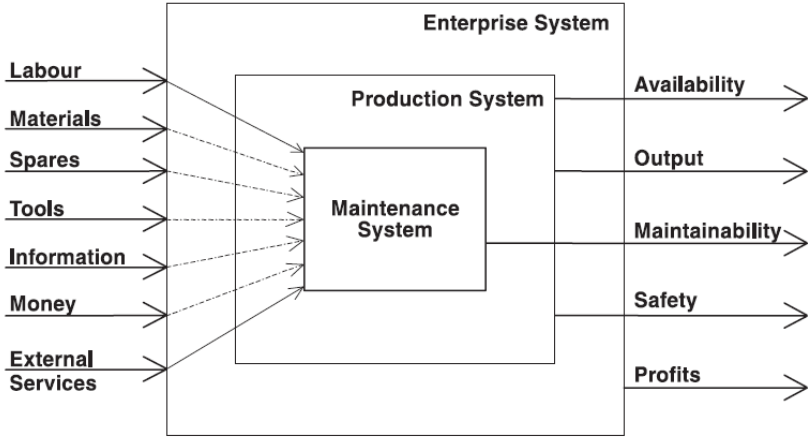 Enterprise System
Labour
Materials
Spares
Tools
Information
Money
External
Services
Production System
Maintenance
System
Availability
Output
Maintainability
Safety
Profits